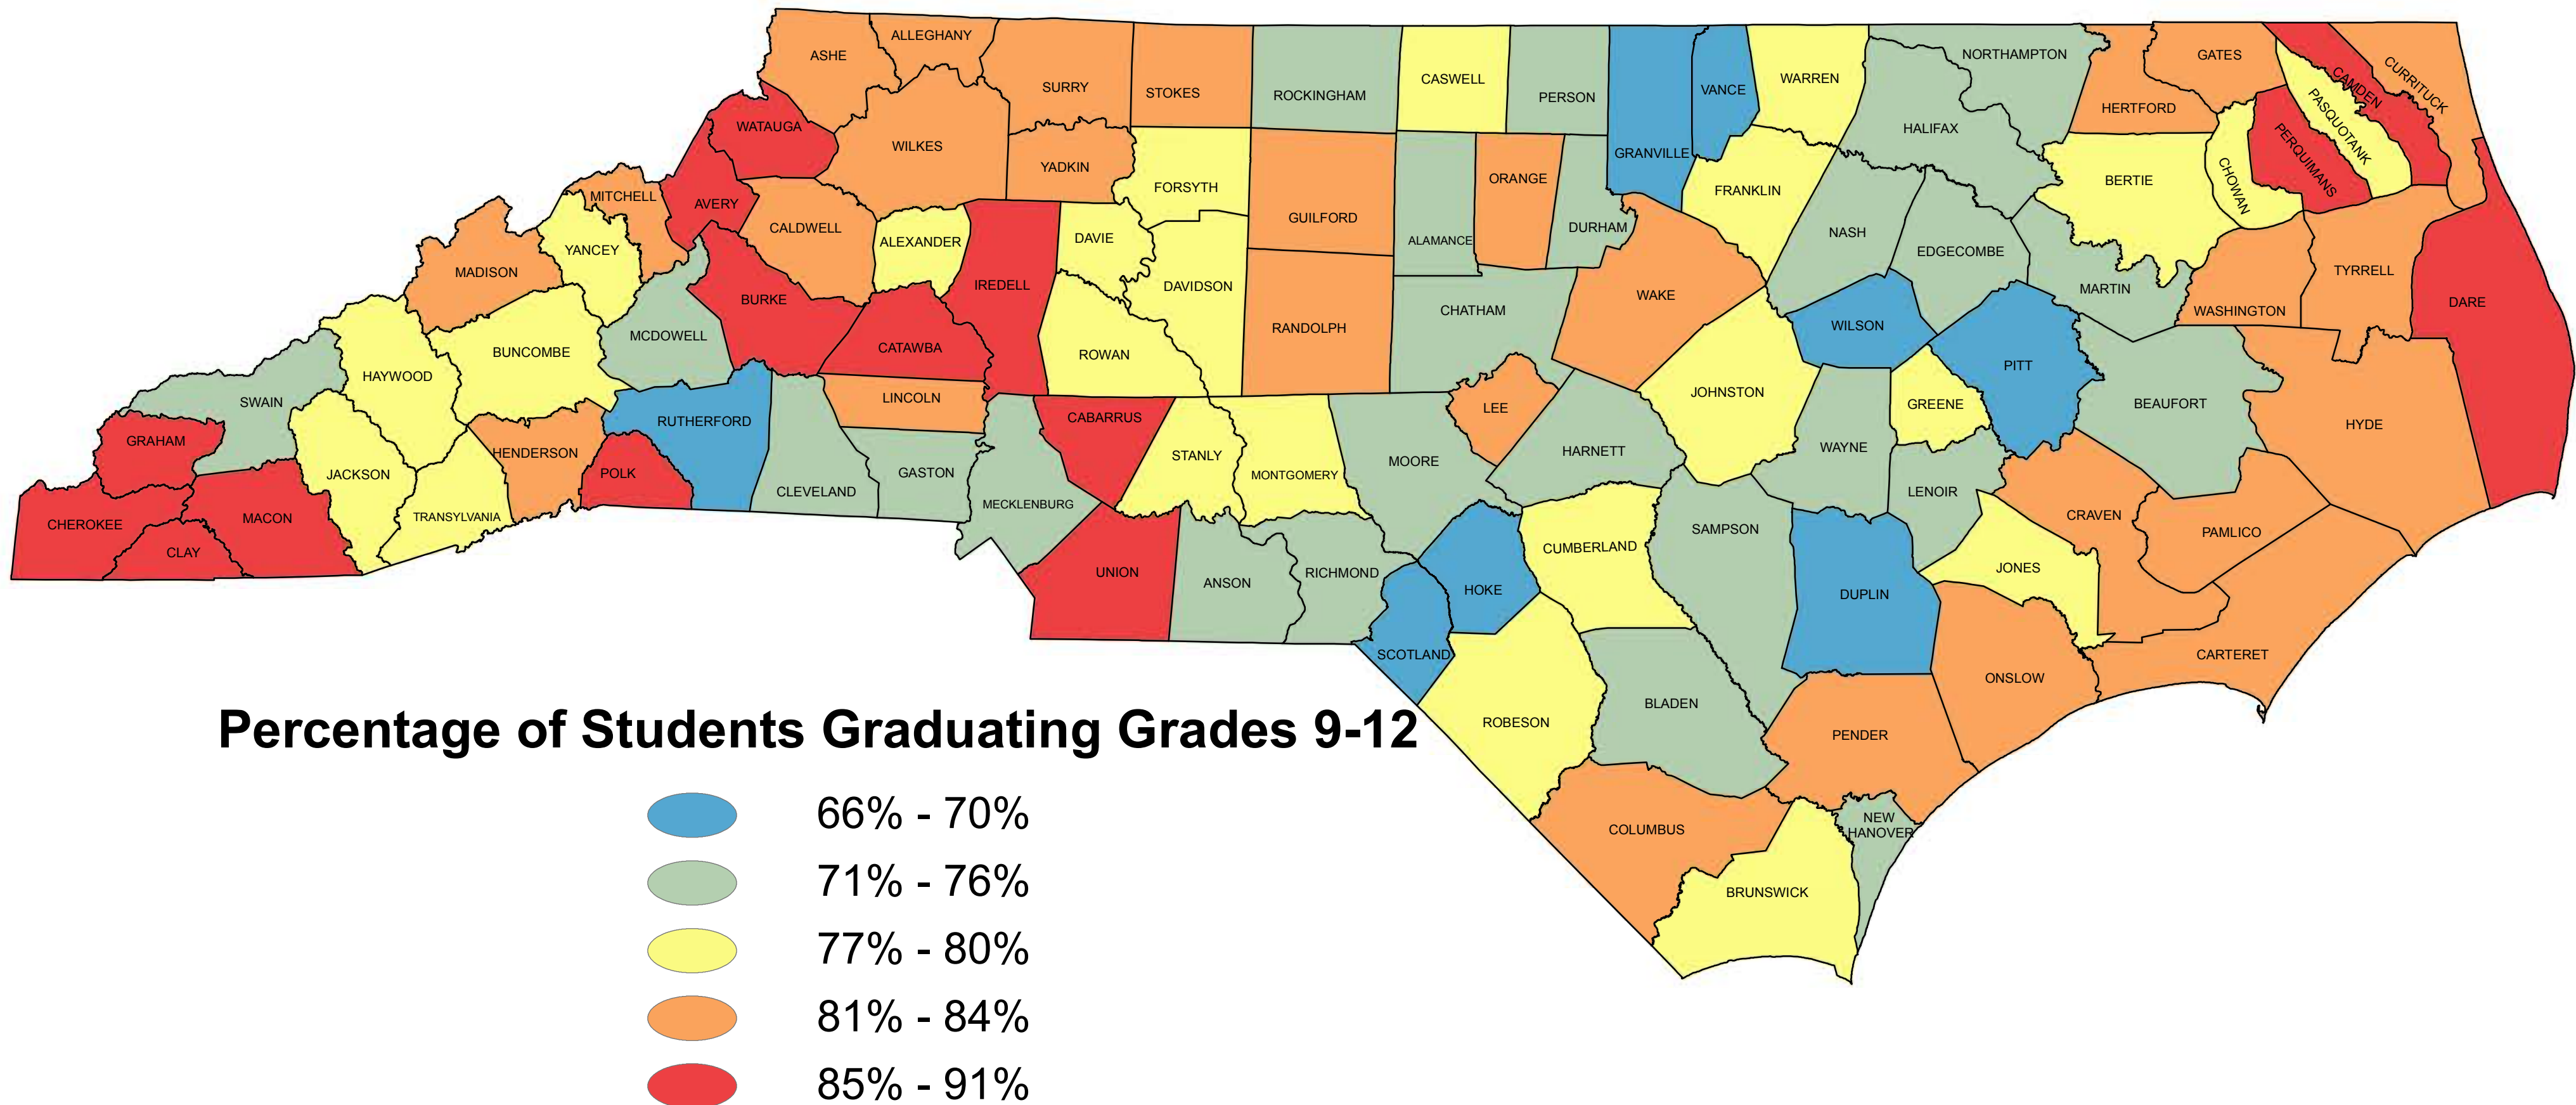 ALLEGHANY
ASHE
SURRY
STOKES
ROCKINGHAM
CASWELL
PERSON
VANCE
WARREN
NORTHAMPTON
GATES
CURRITUCK
CAMDEN
HERTFORD
PASQUOTANK
WATAUGA
WILKES
YADKIN
FORSYTH
GUILFORD
ALAMANCE
ORANGE
DURHAM
GRANVILLE
FRANKLIN
HALIFAX
BERTIE
CHOWAN
PERQUIMANS
MITCHELL
AVERY
CALDWELL
ALEXANDER
IREDELL
DAVIE
DAVIDSON
RANDOLPH
CHATHAM
WAKE
NASH
EDGECOMBE
MARTIN
WASHINGTON
TYRRELL
DARE
MADISON
YANCEY
BURKE
MCDOWELL
BUNCOMBE
CATAWBA
ROWAN
WILSON
PITT
HAYWOOD
SWAIN
GRAHAM
RUTHERFORD
LINCOLN
CABARRUS
LEE
JOHNSTON
GREENE
BEAUFORT
HYDE
HENDERSON
POLK
JACKSON
CLEVELAND
GASTON
MECKLENBURG
STANLY
MONTGOMERY
MOORE
HARNETT
WAYNE
LENOIR
CHEROKEE
MACON
CLAY
TRANSYLVANIA
UNION
ANSON
RICHMOND
HOKE
CUMBERLAND
SAMPSON
DUPLIN
JONES
CRAVEN
PAMLICO
SCOTLAND
ROBESON
BLADEN
PENDER
ONSLOW
CARTERET
COLUMBUS
BRUNSWICK
NEW
HANOVER
Percentage of Students Graduating Grades 9-12
66% - 70%
71% - 76%
77% - 80%
81% - 84%
85% - 91%